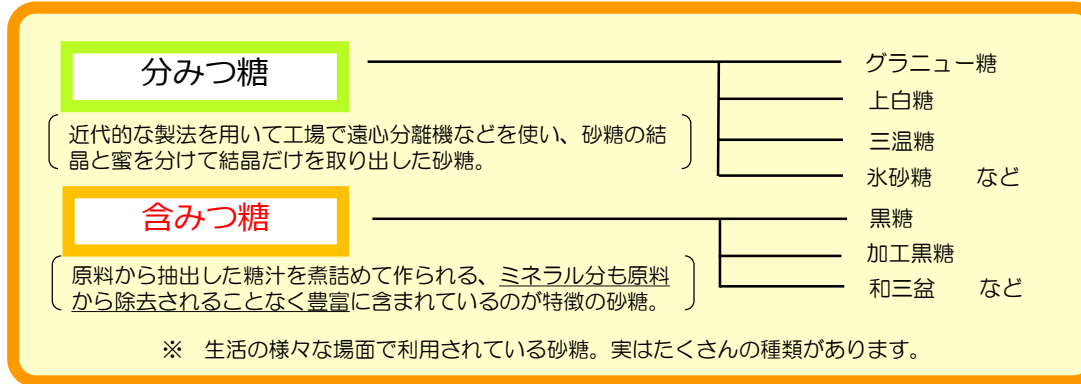 分みつ糖
グラニュー糖
上白糖
近代的な製法を用いて工場で遠心分離機などを使い、砂糖の結
晶と蜜を分けて結晶だけを取り出した砂糖。
三温糖
氷砂糖 など
含みつ糖
黒糖
加工黒糖
原料から抽出した糖汁を煮詰めて作られる、ミネラル分も原料
から除去されることなく豊富に含まれているのが特徴の砂糖。
和三盆 など
※ 生活の様々な場面で利用されている砂糖。実はたくさんの種類があります。